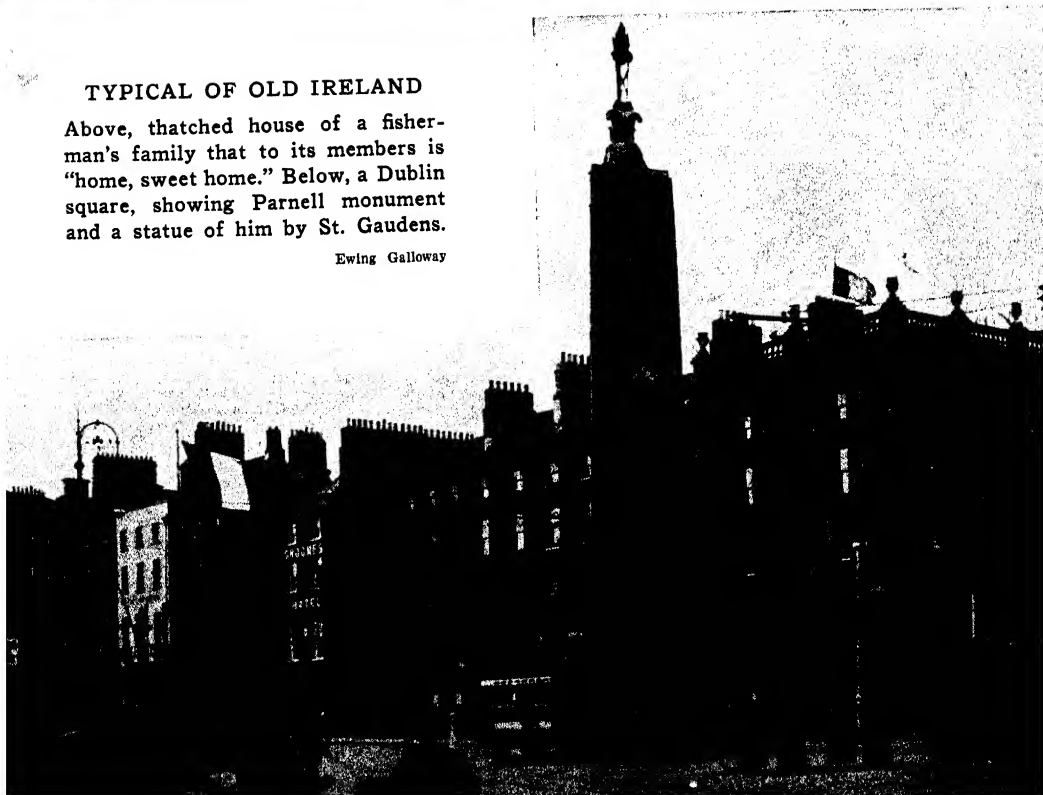 TYPICAL OF OLD IRELAND
Above, thatched house of a fisher-
man's family that to its members is
"home, sweet home." Below, a Dublin
square, showing Parnell monument
and a statue of him by St. Gaudens.
Ewing Galloway
HOTEL